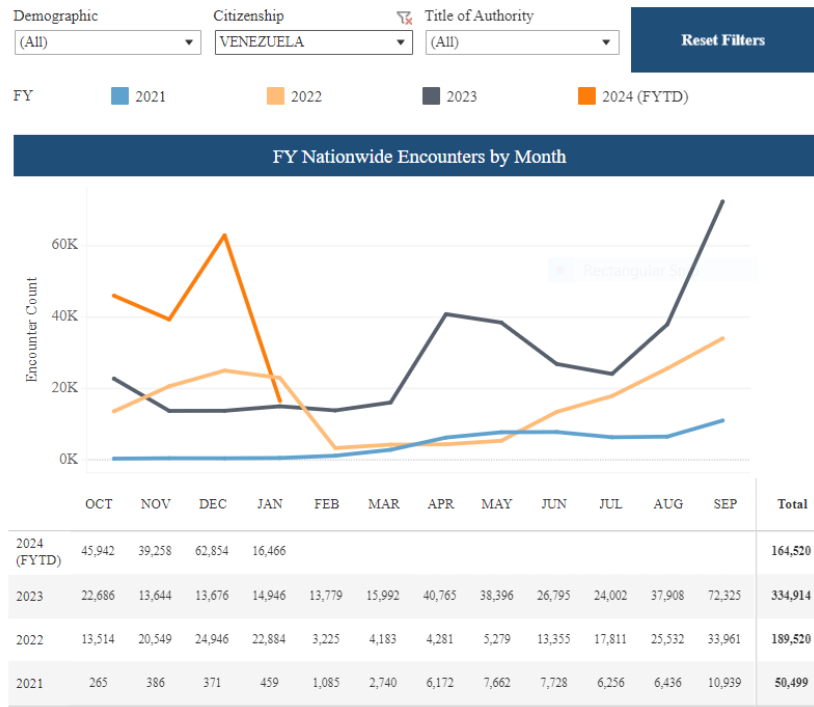 Demographic Citizenship Title of Authority
(All) VENEZUELA (All) Reset Filters
FY 2021 2022 2023 2024 (FYTD)
FY Nationwide Encounters by Month
Encounter Count
60K
40K
20K
0K
Rectangular Sn
OCT NOV DEC JAN FEB MAR APR MAY JUN JUL AUG SEP Total
2024
(FYTD) 45,942 39,258 62,854 16,466 164,520
2023 22,686 13,644 13,676 14,946 13,779 15,992 40,765 38,396 26,795 24,002 37,908 72,325 334,914
2022 13,514 20,549 24,946 22,884 3,225 4,183 4,281 5,279 13,355 17,811 25,532 33,961 189,520
2021 265 386 371 459 1,085 2,740 6,172 7,662 7,728 6,256 6,436 10,939 50,499